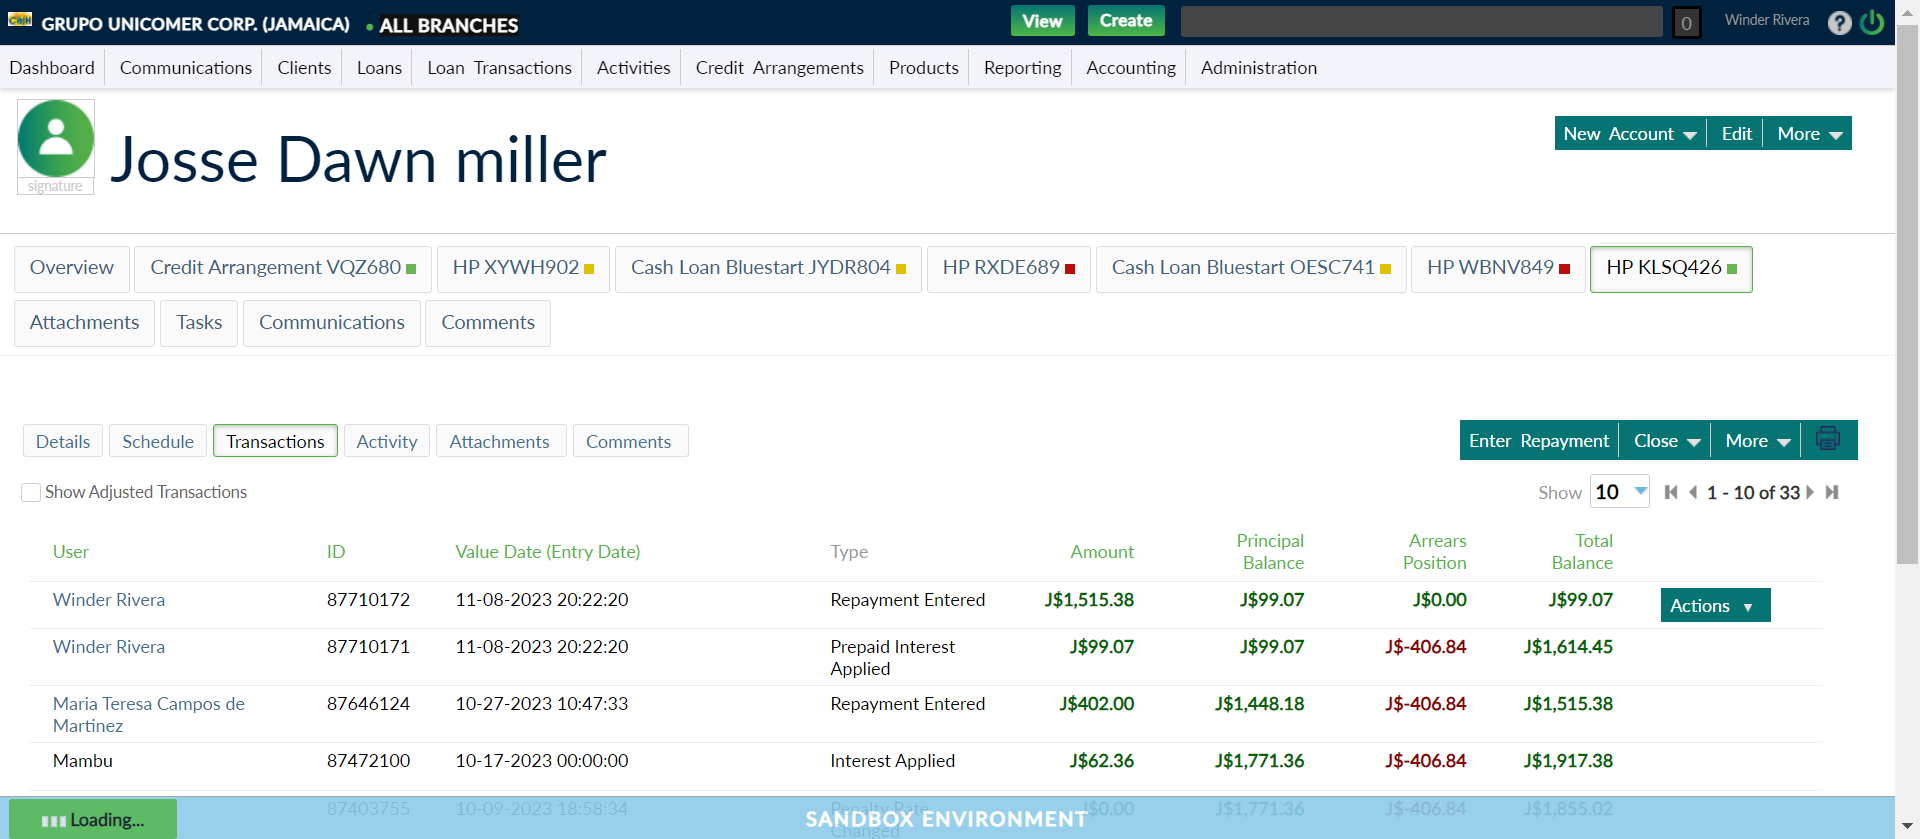 CasH GRUPO UNICOMER CORP. (JAMAICA) • ALL BRANCHES View Create 0 Winder Rivera ?
Dashboard Communications Clients Loans Loan Transactions Activities Credit Arrangements Products Reporting Accounting Administration
signature
Josse Dawn miller
New Account Edit More
Overview Credit Arrangement VQZ680 HP XYWH902 Cash Loan Bluestart JYDR804 HP RXDE689 Cash Loan Bluestart OESC741 HP WBNV849 HP KLSQ426
Attachments Tasks Communications Comments
Details Schedule Transactions Activity Attachments Comments Enter Repayment Close More
Show Adjusted Transactions Show 10 1 - 10 of 33
User ID Value Date (Entry Date) Type Amount Principal Balance Arrears Position Total Balance
Winder Rivera 87710172 11-08-2023 20:22:20 Repayment Entered J$1,515.38 J$99.07 J$0.00 J$99.07 Actions
Winder Rivera 87710171 11-08-2023 20:22:20 Prepaid Interest Applied J$99.07 J$99.07 J$-406.84 J$1,614.45
Maria Teresa Campos de Martinez 87646124 10-27-2023 10:47:33 Repayment Entered J$402.00 J$1,448.18 J$-406.84 J$1,515.38
Mambu 87472100 10-17-2023 00:00:00 Interest Applied J$62.36 J$1,771.36 J$-406.84 J$1,917.38
87403755 10-09-2023 18:58:34 Penalty Rate Changed J$0.00 J$1,771.36 J$-406.84 J$1,855.02
Loading... SANDBOX ENVIRONMENT